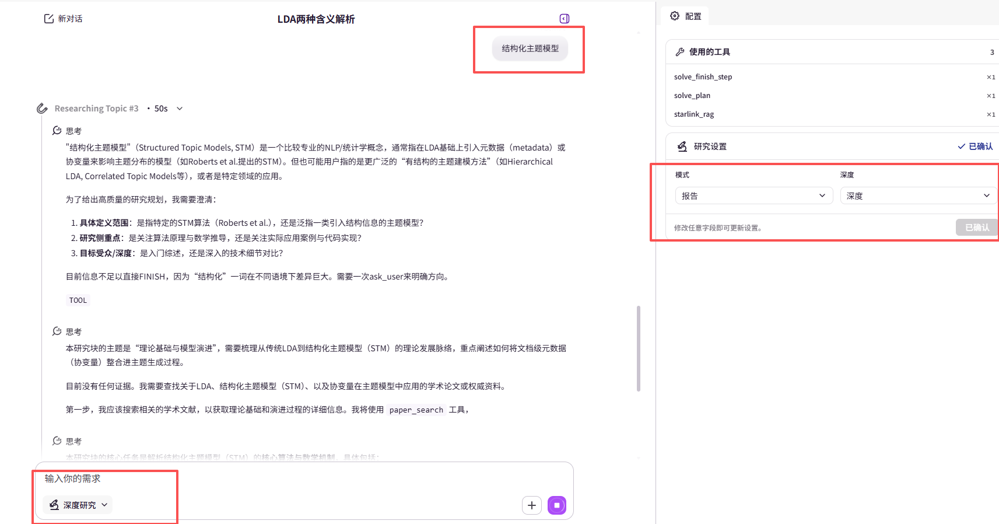 新对话
LDA两种含义解析
结构化主题模型
Researching Topic #3 • 50s
思考
"结构化主题模型"（Structured Topic Models, STM）是一个比较专业的NLP/统计学概念，通常指在LDA基础上引入元数据（metadata）或
协变量来影响主题分布的模型（如Roberts et al.提出的STM）。但也可能用户指的是更广泛的“有结构的主题建模方法”（如Hierarchical
LDA, Correlated Topic Models等），或者是特定领域的应用。
为了给出高质量的研究规划，我需要澄清：
1. 具体定义范围：是指特定的STM算法（Roberts et al.），还是泛指一类引入结构信息的主题模型？
2. 研究侧重点：是关注算法原理与数学推导，还是关注实际应用案例与代码实现？
3. 目标受众/深度：是入门综述，还是深入的技术细节对比？
目前信息不足以直接FINISH，因为“结构化”一词在不同语境下差异巨大。需要一次ask_user来明确方向。
TOOL
思考
本研究块的主题是“理论基础与模型演进”，需要梳理从传统LDA到结构化主题模型（STM）的理论发展脉络，重点阐述如何将文档级元数据
（协变量）整合进主题生成过程。
目前没有任何证据。我需要查找关于LDA、结构化主题模型（STM）、以及协变量在主题模型中应用的学术论文或权威资料。
第一步，我应该搜索相关的学术文献，以获取理论基础和演进过程的详细信息。我将使用 paper_search 工具，
思考
本研究块的核心任务是解析结构化主题模型（STM）的核心算法与数学机制，具体包括：
输入你的需求
深度研究
配置
使用的工具 3
solve_finish_step ×1
solve_plan ×1
starlink_rag ×1
研究设置 已确认
模式 深度
报告 深度
修改任意字段即可更新设置。 已确认